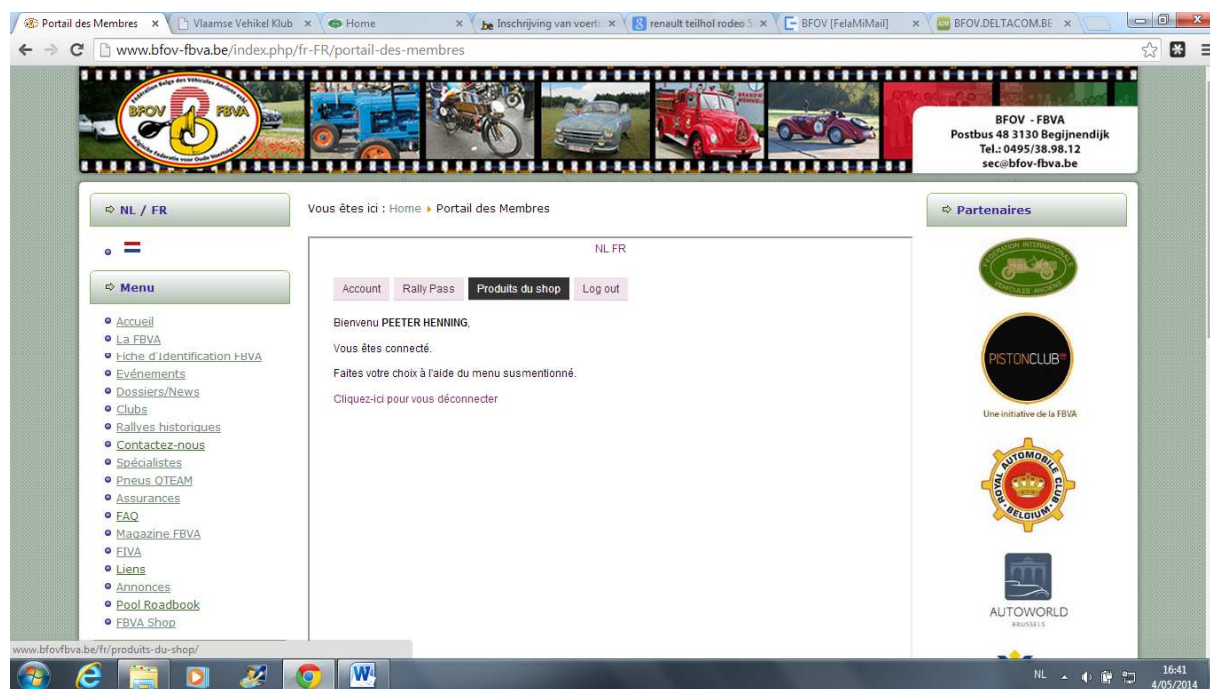 Portail des Membres
Vlaamse Vehikel Klub
Home
Inschrijving van voert
renault teilhol rodeo 5
BFOV [FelaMiMail]
BFOV.DELTACOM.BE
www.bfov-fbva.be/index.php/fr-FR/portail-des-membres
BFOV FBVA
BFOV - FBVA
Postbus 48 3130 Begijnendijk
Tel.: 0495/38.98.12
sec@bfov-fbva.be
NL / FR
Menu
Accueil
La FBVA
Fiche d'Identification FBVA
Evénements
Dossiers/News
Clubs
Rallyes historiques
Contactez-nous
Spécialistes
Pneus QTEAM
Assurances
FAQ
Magazine FBVA
FIVA
Liens
Annonces
Pool Roadbook
FBVA Shop
Vous êtes ici : Home Portail des Membres
NL FR
Account Rally Pass Produits du shop Log out
Bienvenu PEETER HENNING,
Vous êtes connecté.
Faites votre choix à l'aide du menu susmentionné.
Cliquez-ici pour vous déconnecter
Partenaires
PISTONCLUB
Une initiative de la FBVA
ROYAL AUTOMOBILE CLUB BELGIUM
AUTOWORLD
BRUSSELS
www.bfovfbva.be/fr/produits-du-shop/
NL
16:41
4/05/2014